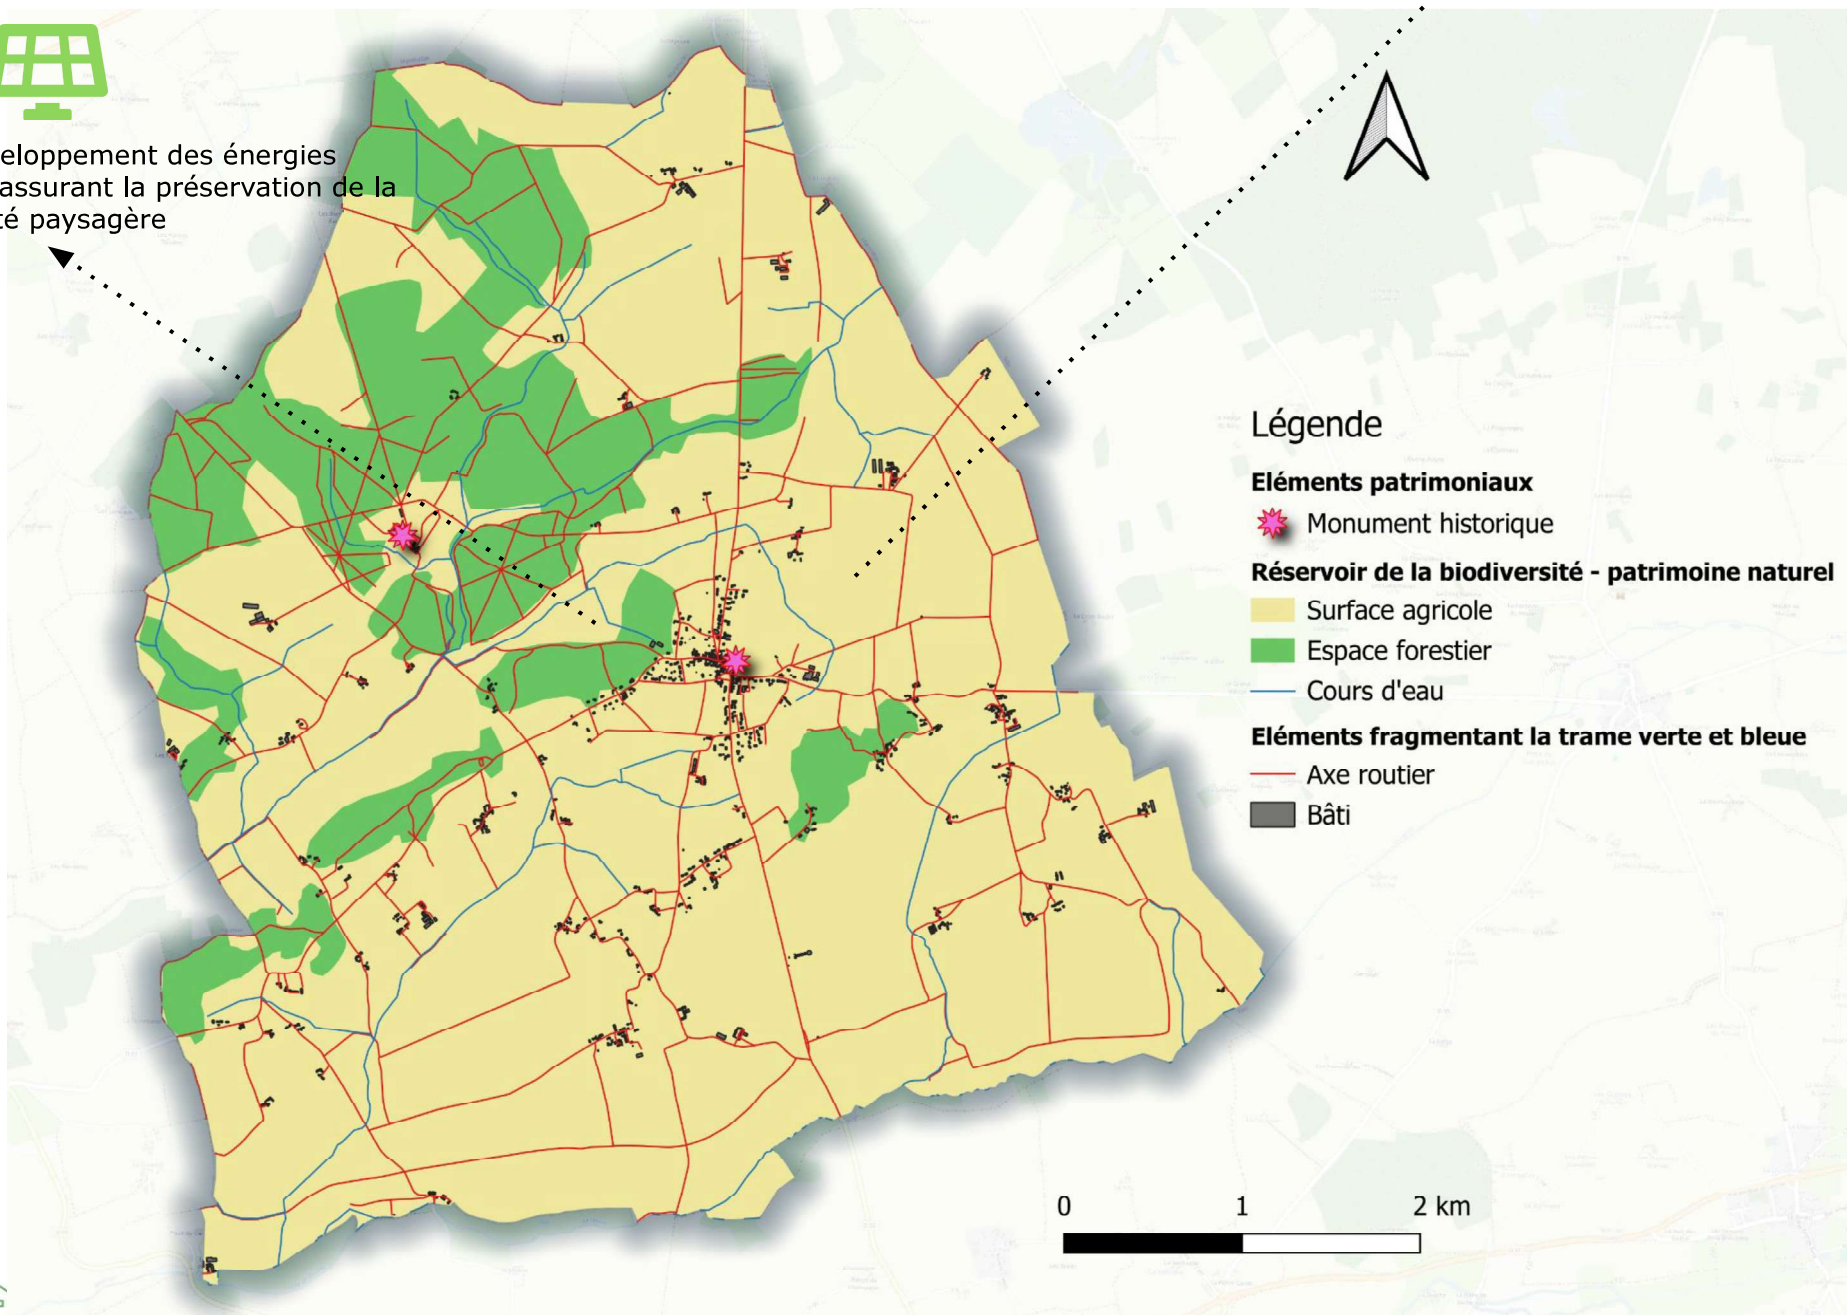 eloppement des énergies
assurant la préservation de la
té paysagère
Légende
Eléments patrimoniaux
Monument historique
Réservoir de la biodiversité - patrimoine naturel
Surface agricole
Espace forestier
Cours d'eau
Eléments fragmentant la trame verte et bleue
Axe routier
Bâti
0 1 2 km